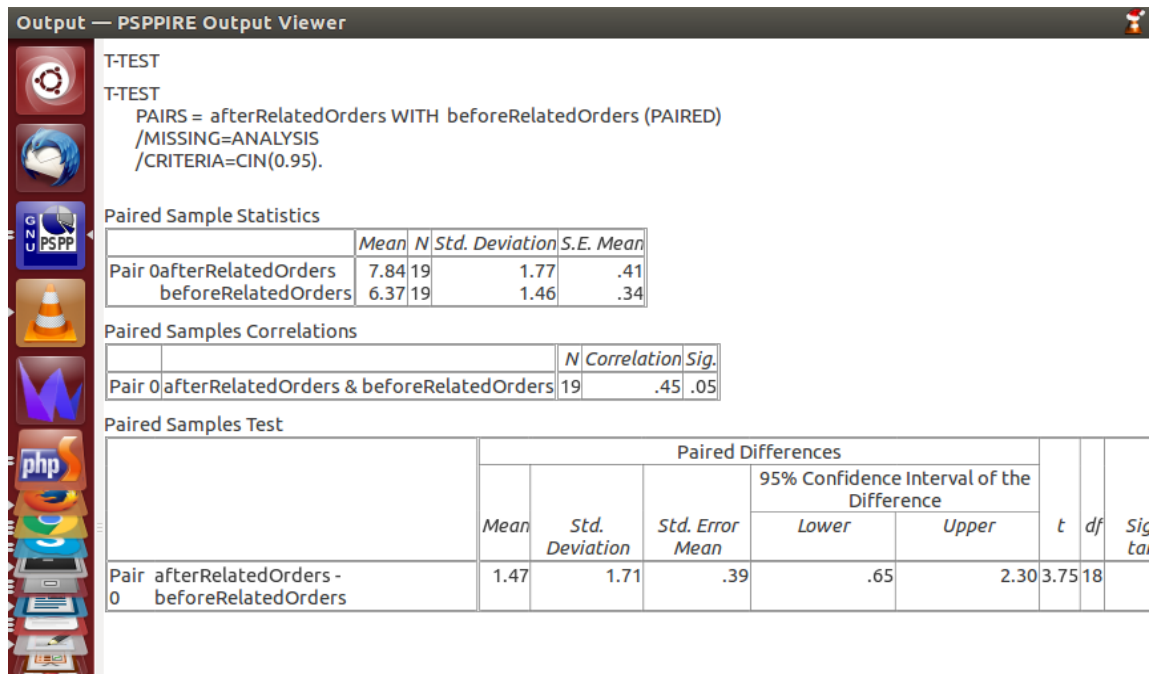 Output — PSPPIRE Output Viewer
T-TEST
T-TEST
PAIRS = afterRelatedOrders WITH beforeRelatedOrders (PAIRED)
/MISSING=ANALYSIS
/CRITERIA=CIN(0.95).
GNU PSPP
Paired Sample Statistics
Mean N Std. Deviation S.E. Mean
Pair 0 afterRelatedOrders 7.84 19 1.77 .41
beforeRelatedOrders 6.37 19 1.46 .34
Paired Samples Correlations
N Correlation Sig.
Pair 0 afterRelatedOrders & beforeRelatedOrders 19 .45 .05
php
Paired Samples Test
Paired Differences
95% Confidence Interval of the
Difference
Mean Std. Std. Error Lower Upper t df Sig
Deviation Mean
Pair afterRelatedOrders - 1.47 1.71 .39 .65 2.30 3.75 18
0 beforeRelatedOrders